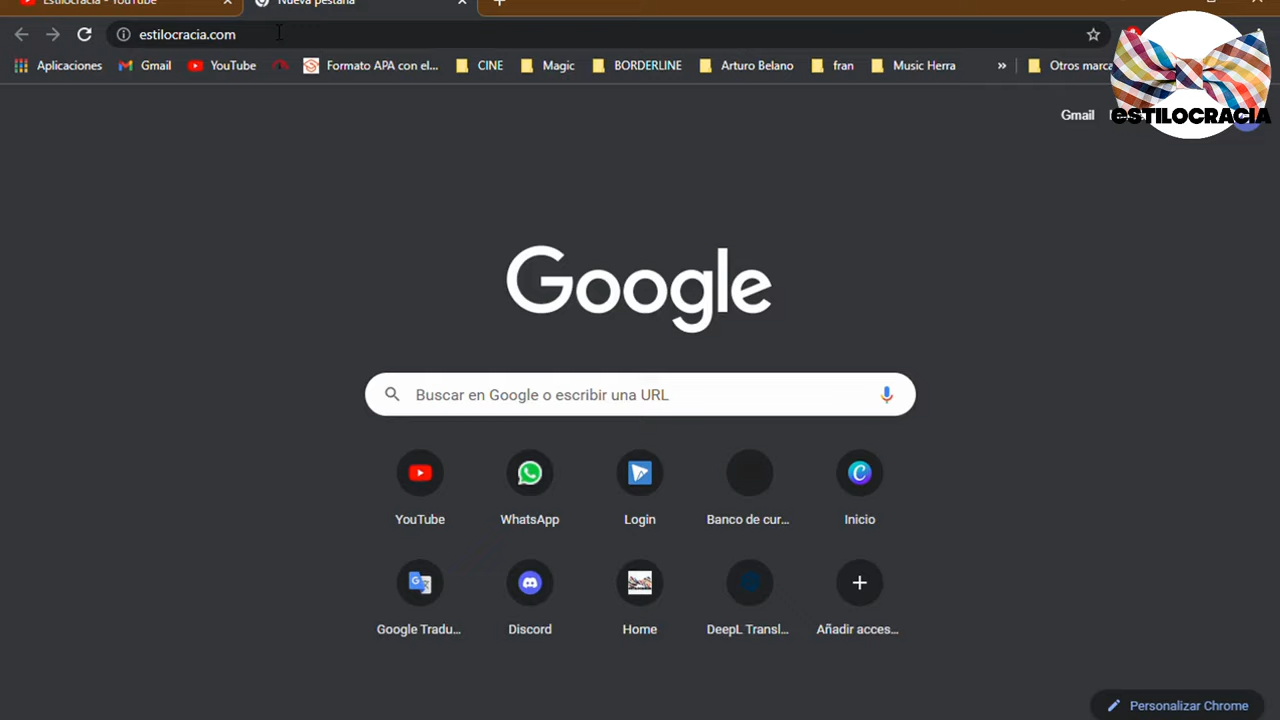 Estilocracia - YouTube
Nueva pestaña
estilocracia.com
Aplicaciones
Gmail
YouTube
Formato APA con el...
CINE
Magic
BORDERLINE
Arturo Belano
fran
Music Herra
»
Otros marca
Gmail
ESTILOCRACIA
Google
Buscar en Google o escribir una URL
YouTube
WhatsApp
Login
Banco de cur...
Inicio
Google Tradu...
Discord
Home
DeepL Transl...
Añadir acces...
Personalizar Chrome